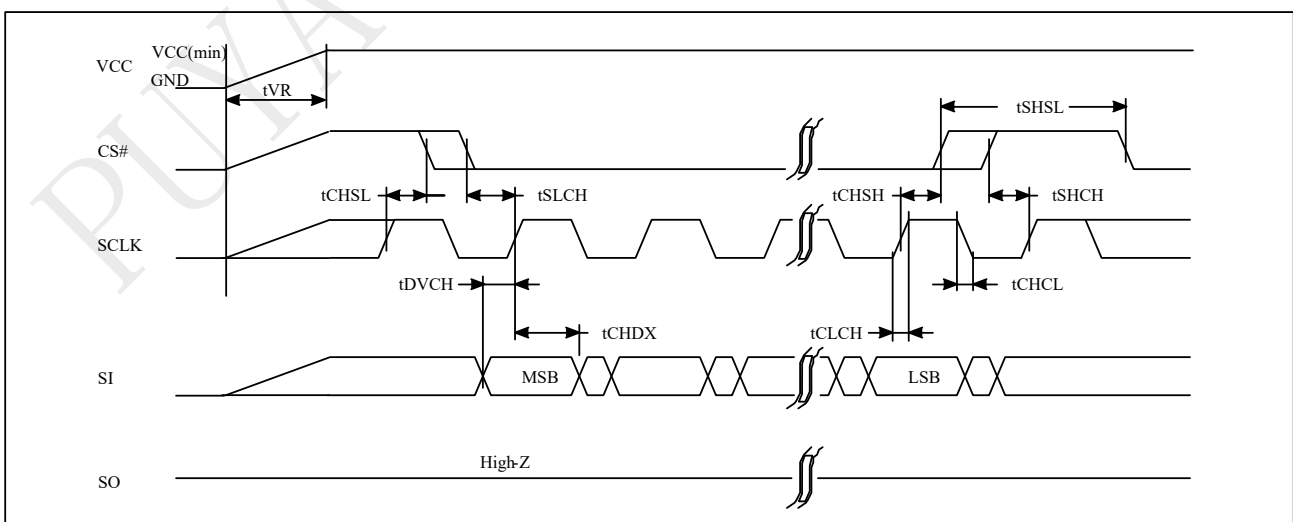 PUYA
VCC
VCC(min)
GND
tVR
tSHSL
CS#
tCHSL
tSLCH
tCHSH
tSHCH
SCLK
tDVCH
tCHCL
tCHDX
tCLCH
SI
MSB
LSB
High-Z
SO